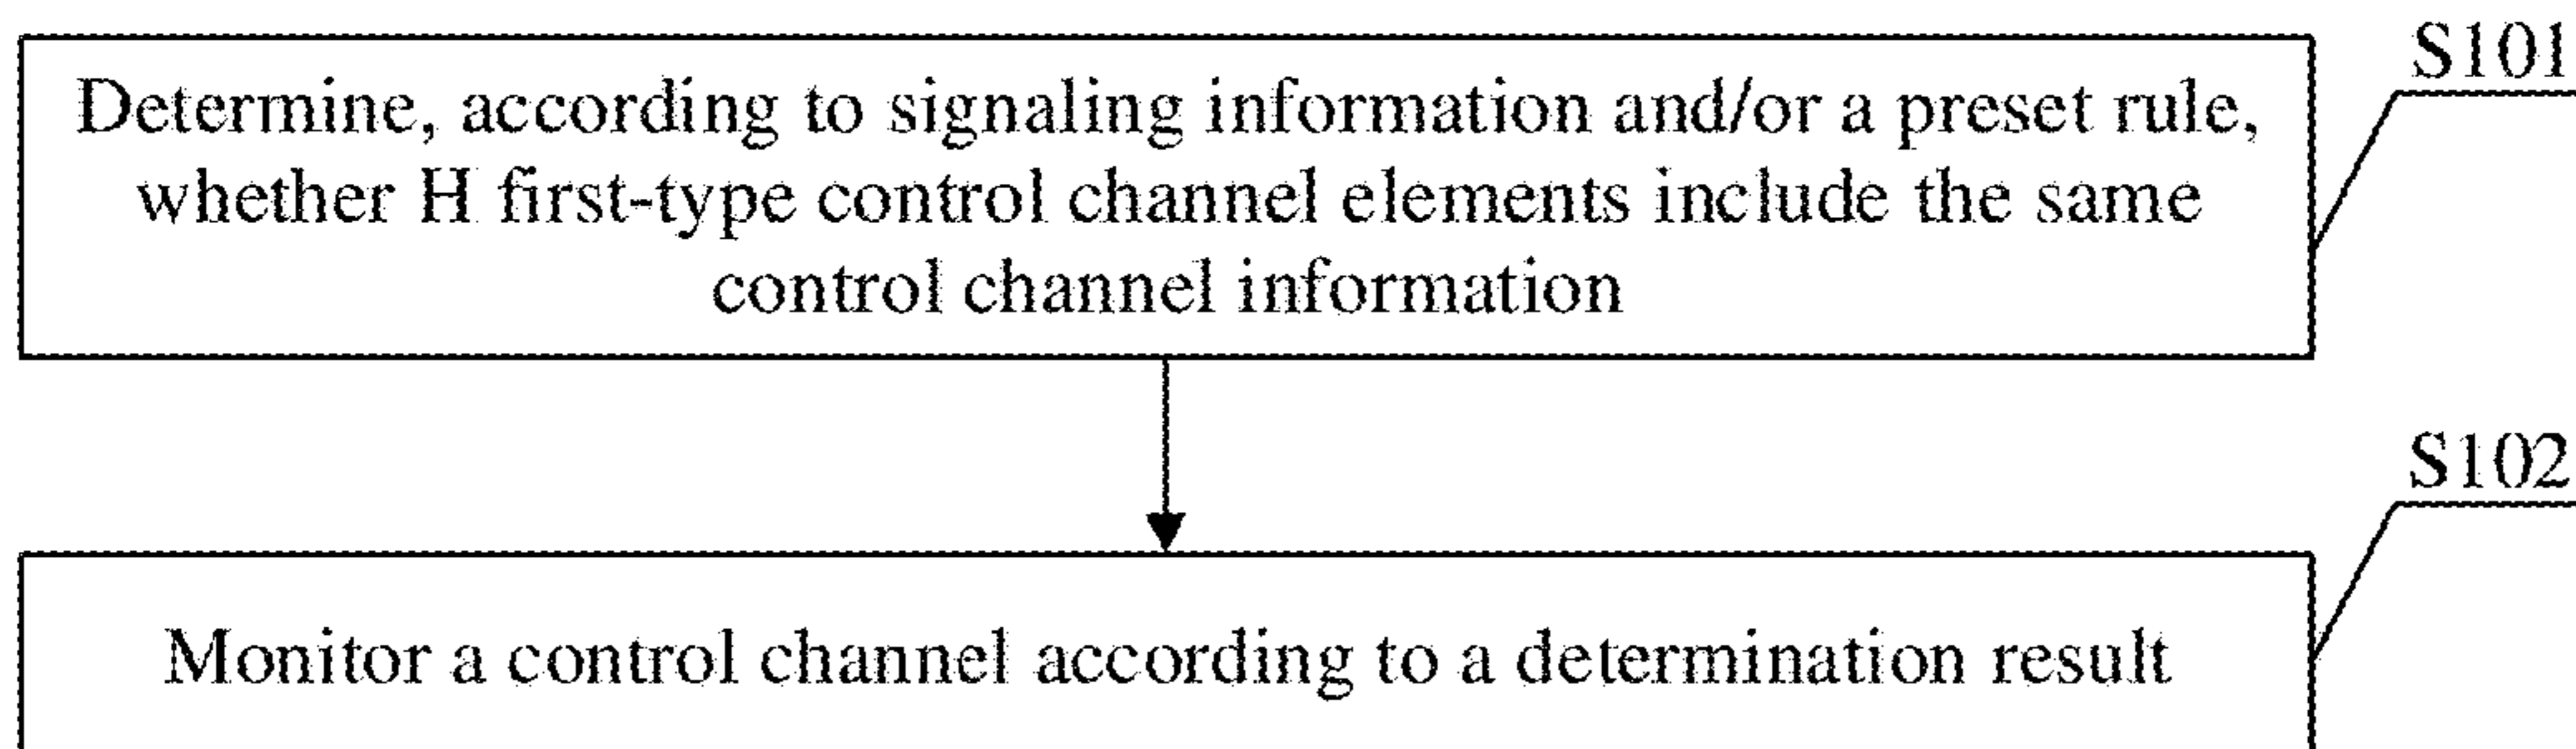 S101
Determine, according to signaling information and/or a preset rule,
whether H first-type control channel elements include the same
control channel information
S102
Monitor a control channel according to a determination result